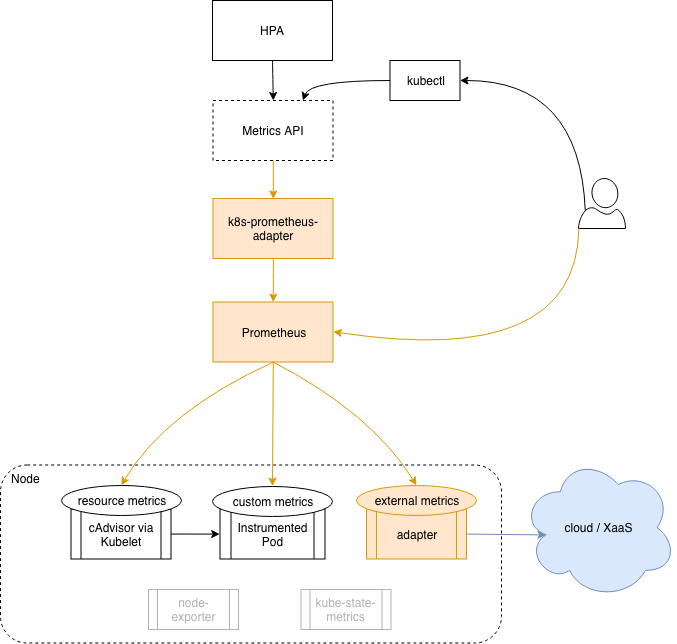 HPA
kubectl
Metrics API
k8s-prometheus-
adapter
Prometheus
Node
resource metrics
custom metrics
external metrics
cAdvisor via
Kubelet
Instrumented
Pod
adapter
cloud / XaaS
node-
exporter
kube-state-
metrics